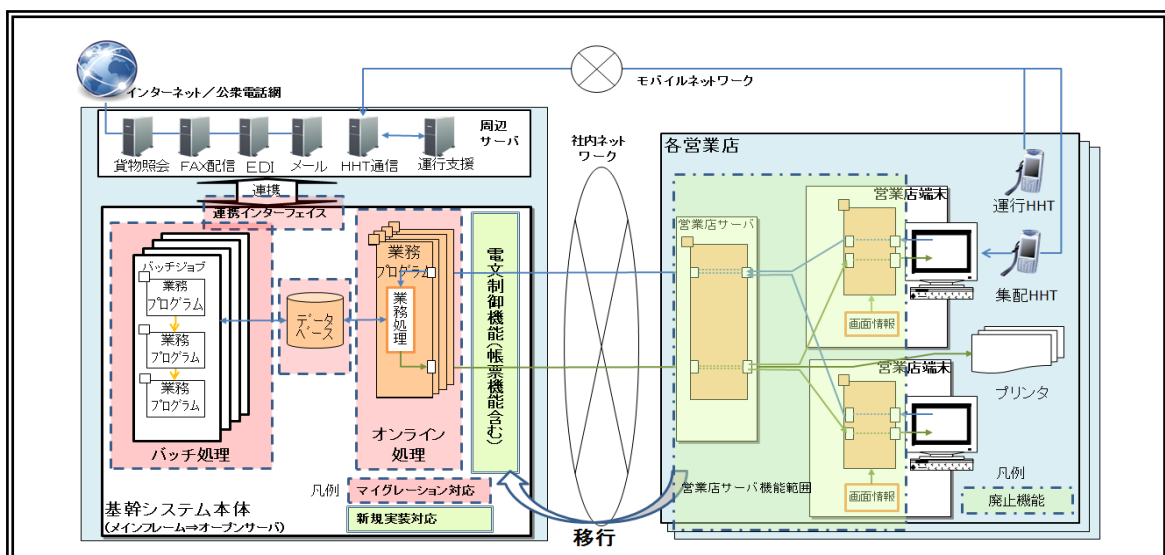 インターネット／公衆電話網
モバイルネットワーク
周辺
サーバ
貨物照会
FAX配信
EDI
メール
HHT通信
運行支援
連携
連携インターフェイス
社内ネット
ワーク
各営業店
営業店サーバ
営業店端末
画面情報
営業店端末
画面情報
運行HHT
集配HHT
プリンタ
バッチジョブ
業務
プログラム
業務
プログラム
業務
プログラム
バッチ処理
データ
ベース
業務
プログラム
業務処理
オンライン
処理
電文制御機能(帳票機能含む)
凡例
マイグレーション対応
新規実装対応
基幹システム本体
(メインフレーム⇒オープンサーバ)
移行
営業店サーバ機能範囲
凡例
廃止機能